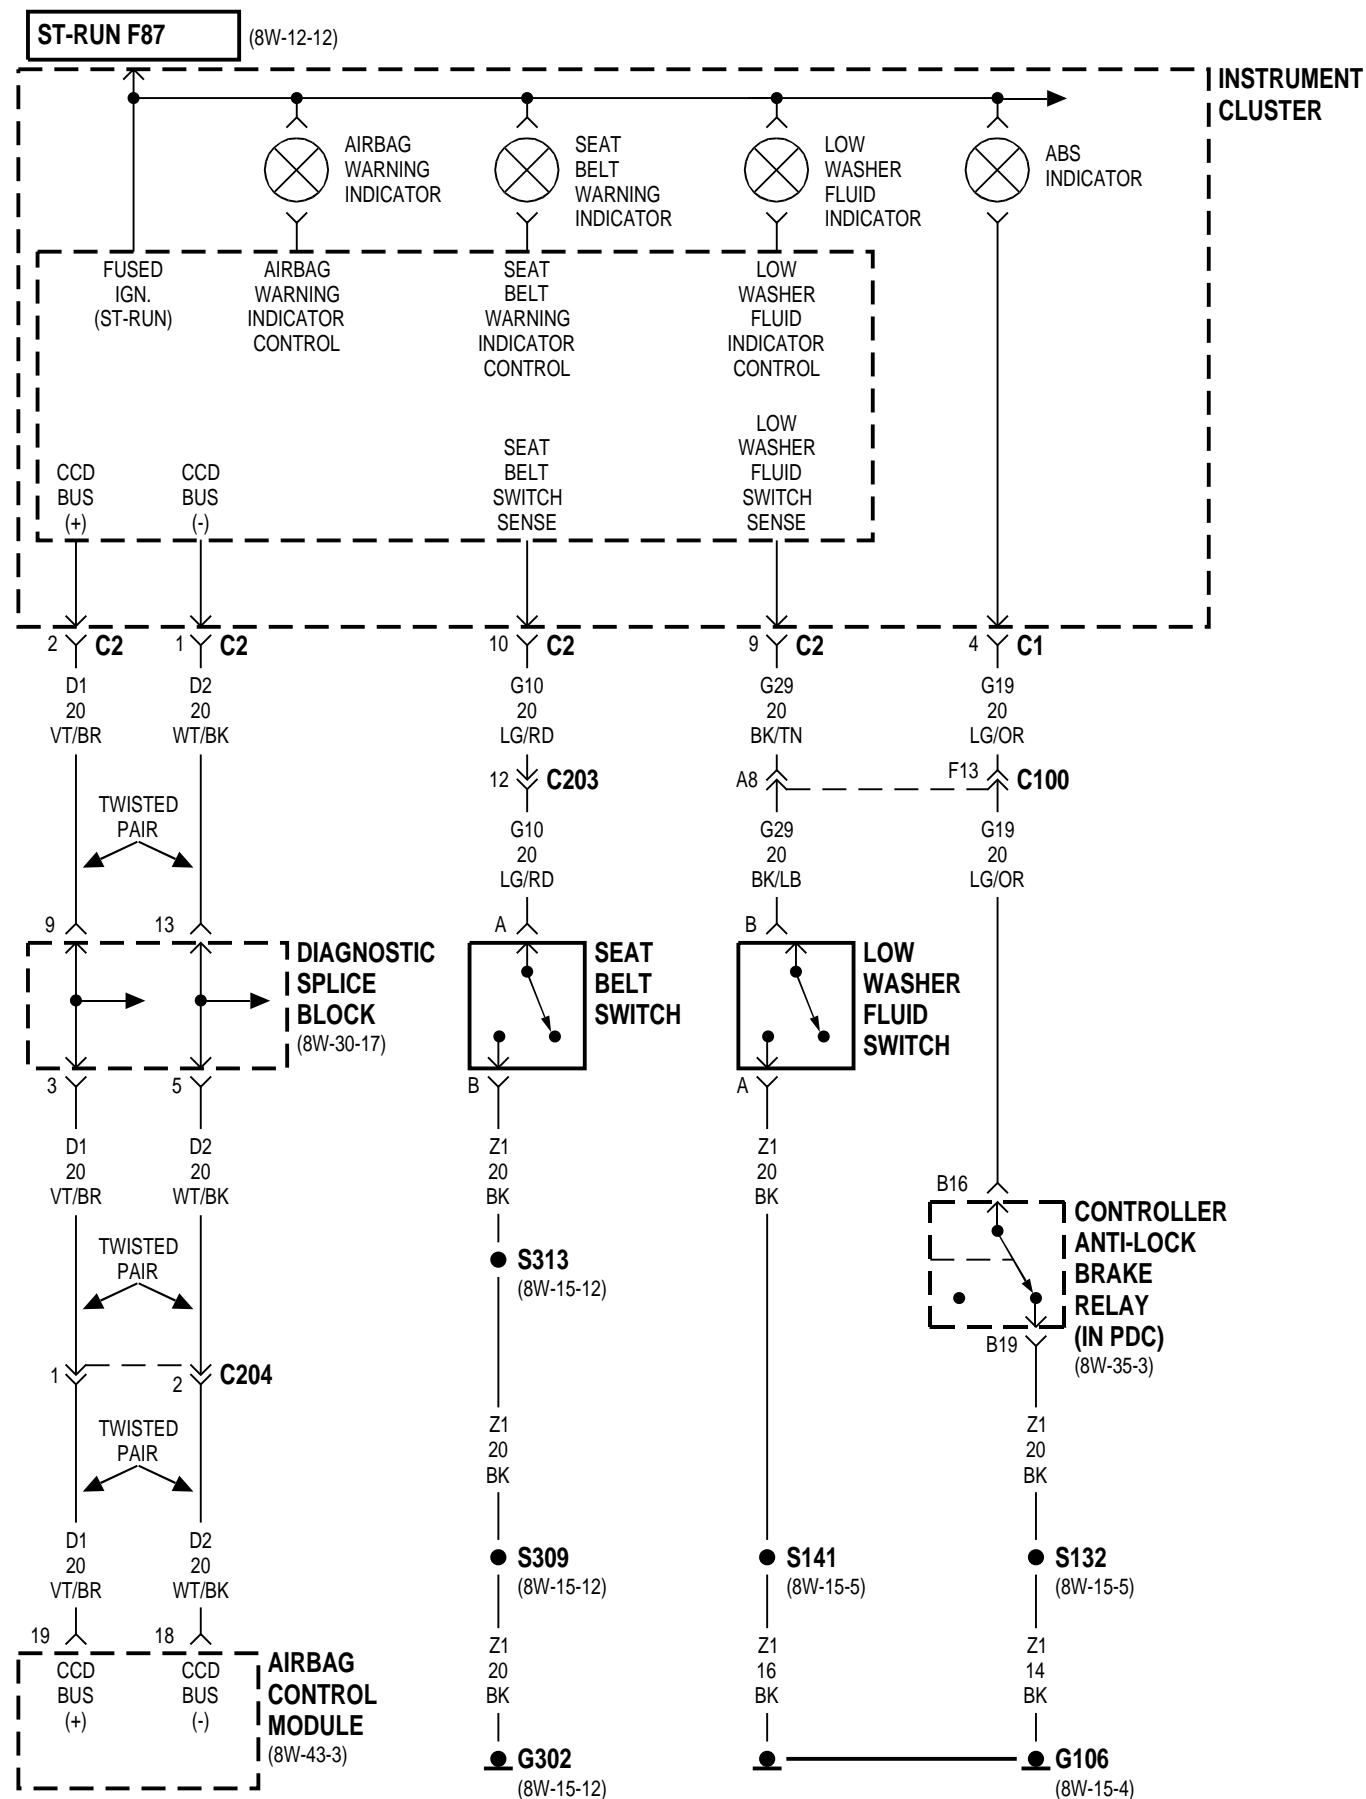 ST-RUN F87
(8W-12-12)
INSTRUMENT
CLUSTER
AIRBAG
WARNING
INDICATOR
SEAT
BELT
WARNING
INDICATOR
LOW
WASHER
FLUID
INDICATOR
ABS
INDICATOR
FUSED
IGN.
(ST-RUN)
AIRBAG
WARNING
INDICATOR
CONTROL
SEAT
BELT
WARNING
INDICATOR
CONTROL
LOW
WASHER
FLUID
INDICATOR
CONTROL
CCD
BUS
(+)
CCD
BUS
(-)
SEAT
BELT
SWITCH
SENSE
LOW
WASHER
FLUID
SWITCH
SENSE
2 C2
1 C2
10 C2
9 C2
4 C1
D1
20
VT/BR
D2
20
WT/BK
G10
20
LG/RD
G29
20
BK/TN
G19
20
LG/OR
12 C203
A8
F13 C100
TWISTED
PAIR
G10
20
LG/RD
G29
20
BK/LB
G19
20
LG/OR
9
13
A
B
DIAGNOSTIC
SPLICE
BLOCK
(8W-30-17)
SEAT
BELT
SWITCH
LOW
WASHER
FLUID
SWITCH
3
5
B
A
D1
20
VT/BR
D2
20
WT/BK
Z1
20
BK
Z1
20
BK
B16
CONTROLLER
ANTI-LOCK
BRAKE
RELAY
(IN PDC)
(8W-35-3)
B19
TWISTED
PAIR
S313
(8W-15-12)
1
2 C204
TWISTED
PAIR
Z1
20
BK
Z1
20
BK
D1
20
VT/BR
D2
20
WT/BK
S309
(8W-15-12)
S141
(8W-15-5)
S132
(8W-15-5)
19
18
CCD
BUS
(+)
CCD
BUS
(-)
AIRBAG
CONTROL
MODULE
(8W-43-3)
Z1
20
BK
Z1
16
BK
Z1
14
BK
G302
(8W-15-12)
G106
(8W-15-4)